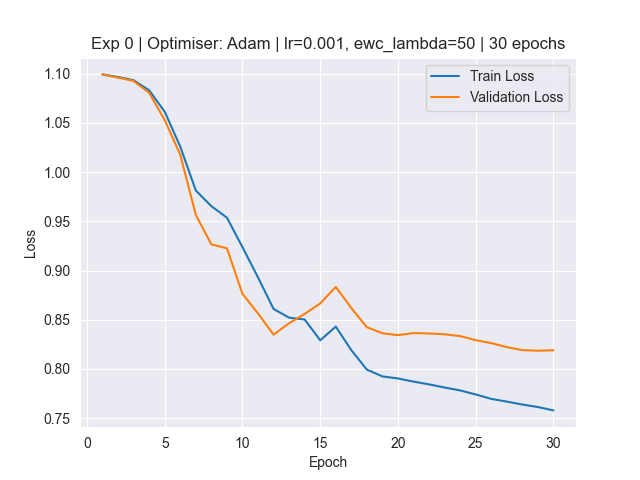 Exp 0 | Optimiser: Adam | lr=0.001, ewc_lambda=50 | 30 epochs
Train Loss
Validation Loss
Loss
1.10
1.05
1.00
0.95
0.90
0.85
0.80
0.75
0 5 10 15 20 25 30
Epoch